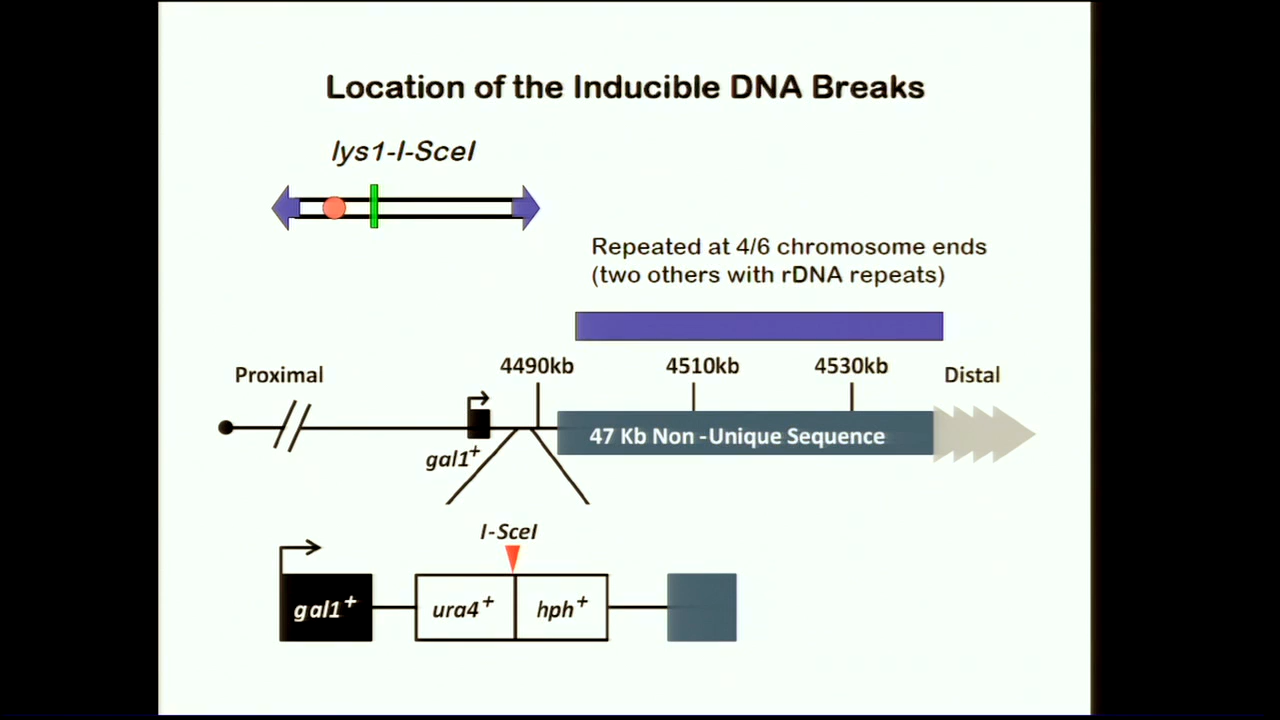 Location of the Inducible DNA Breaks
lys1-I-SceI
Repeated at 4/6 chromosome ends
(two others with rDNA repeats)
4490kb
4510kb
4530kb
Proximal
Distal
47 Kb Non -Unique Sequence
gal1+
I-SceI
gal1+
ura4+
hph+